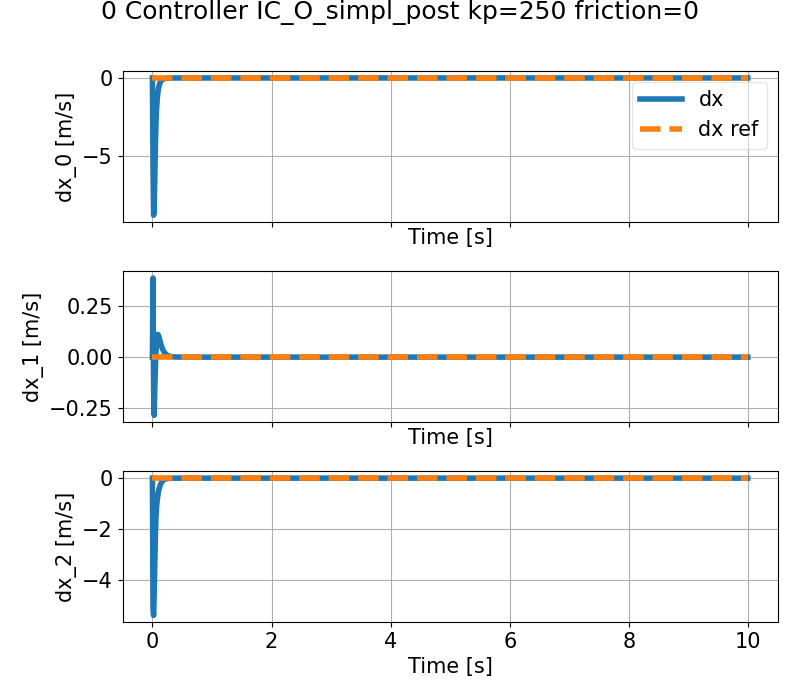 0 Controller IC_O_simpl_post kp=250 friction=0
0
−5
dx_0 [m/s]
dx
dx ref
Time [s]
0.25
0.00
−0.25
dx_1 [m/s]
Time [s]
0
−2
−4
dx_2 [m/s]
0 2 4 6 8 10
Time [s]